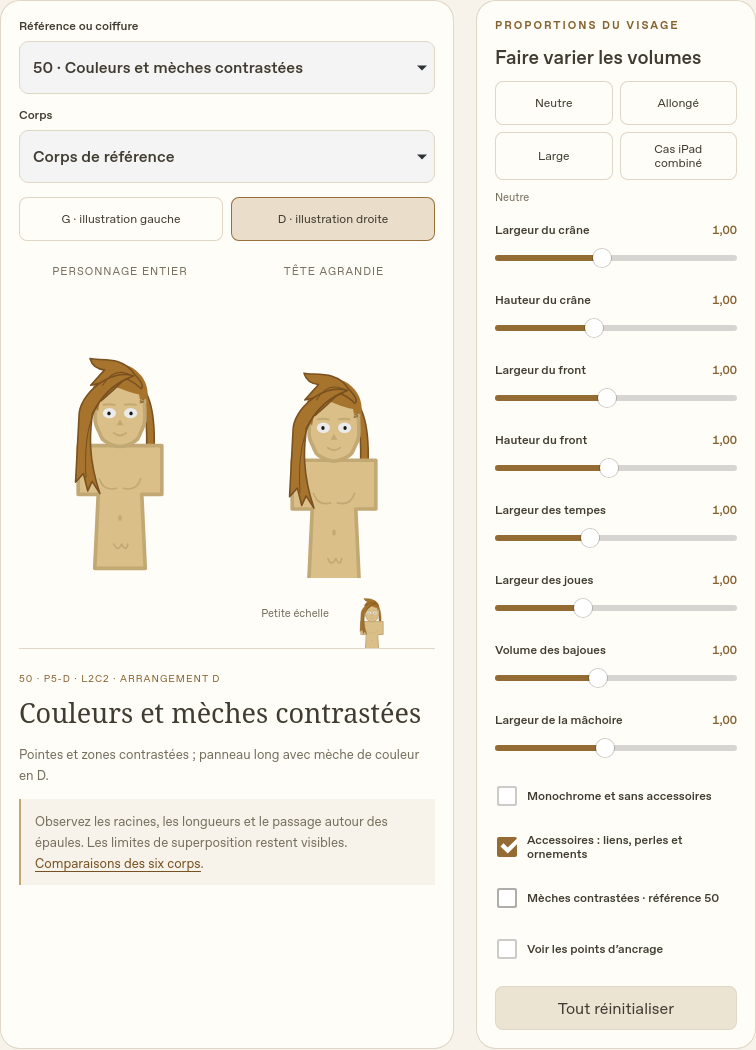 Référence ou coiffure
50 · Couleurs et mèches contrastées
Corps
Corps de référence
G · illustration gauche
D · illustration droite
PERSONNAGE ENTIER
TÊTE AGRANDIE
Petite échelle
50 · P5-D · L2C2 · ARRANGEMENT D
Couleurs et mèches contrastées
Pointes et zones contrastées ; panneau long avec mèche de couleur
en D.
Observez les racines, les longueurs et le passage autour des
épaules. Les limites de superposition restent visibles.
Comparaisons des six corps.
PROPORTIONS DU VISAGE
Faire varier les volumes
Neutre
Allongé
Large
Cas iPad
combiné
Neutre
Largeur du crâne 1,00
Hauteur du crâne 1,00
Largeur du front 1,00
Hauteur du front 1,00
Largeur des tempes 1,00
Largeur des joues 1,00
Volume des bajoues 1,00
Largeur de la mâchoire 1,00
Monochrome et sans accessoires
Accessoires : liens, perles et
ornements
Mèches contrastées · référence 50
Voir les points d’ancrage
Tout réinitialiser